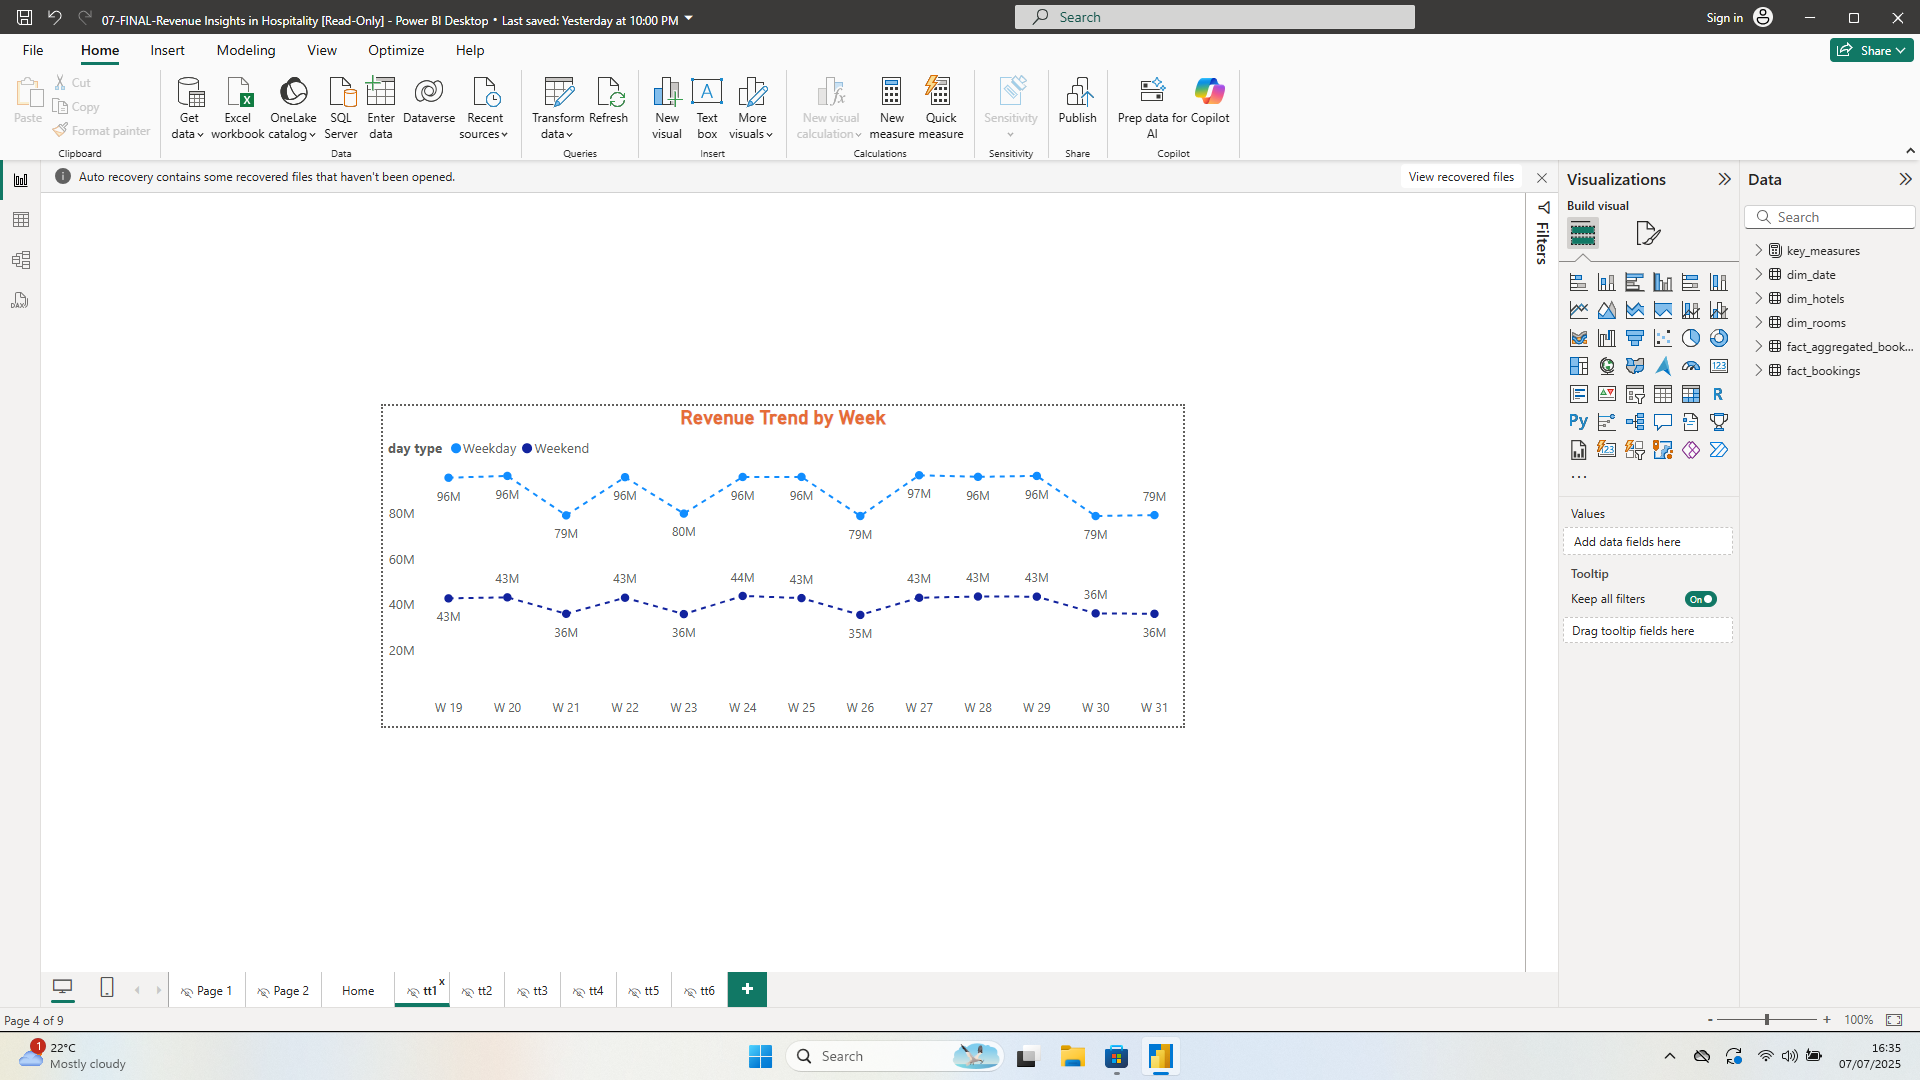 07-FINAL-Revenue Insights in Hospitality [Read-Only] - Power BI Desktop • Last saved: Yesterday at 10:00 PM
Search
Sign in
File
Home
Insert
Modeling
View
Optimize
Help
Share
Paste
Cut
Copy
Format painter
Clipboard
Get data
Excel workbook
OneLake catalog
SQL Server
Enter data
Dataverse
Recent sources
Data
Transform data
Refresh
Queries
New visual
Text box
More visuals
Insert
New visual calculation
New measure
Quick measure
Calculations
Sensitivity
Sensitivity
Publish
Share
Prep data for AI
Copilot
Copilot
Auto recovery contains some recovered files that haven't been opened.
View recovered files
Filters
Revenue Trend by Week
day type Weekday Weekend
96M 96M 79M 96M 80M 96M 96M 79M 97M 96M 96M 79M 79M
80M
60M
40M
20M
43M 43M 36M 43M 36M 44M 43M 35M 43M 43M 43M 36M 36M
W 19 W 20 W 21 W 22 W 23 W 24 W 25 W 26 W 27 W 28 W 29 W 30 W 31
Visualizations
Build visual
123
R
Py
123
...
Values
Add data fields here
Tooltip
Keep all filters
On
Drag tooltip fields here
Data
Search
key_measures
dim_date
dim_hotels
dim_rooms
fact_aggregated_book...
fact_bookings
DAX
Page 1
Page 2
Home
tt1
x
tt2
tt3
tt4
tt5
tt6
+
Page 4 of 9
- + 100%
1
22°C
Mostly cloudy
Search
16:35
07/07/2025